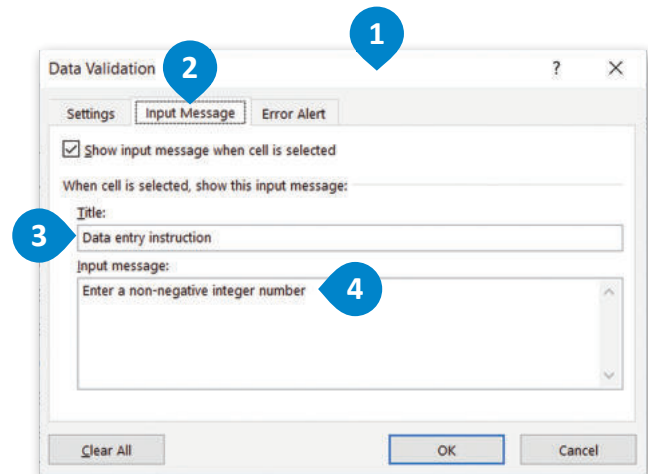 1
Data Validation 2 ? ×
Settings Input Message Error Alert
Show input message when cell is selected
When cell is selected, show this input message:
Title:
3 Data entry instruction
Input message:
Enter a non-negative integer number 4
Clear All OK Cancel